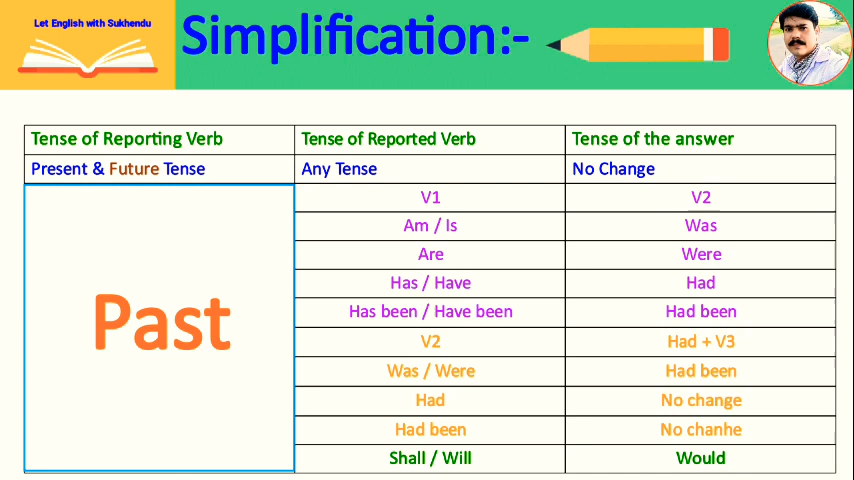 Let English with Sukhendu
Simplification:-
Tense of Reporting Verb Tense of Reported Verb Tense of the answer
Present & Future Tense Any Tense No Change
Past
V1 V2
Am / Is Was
Are Were
Has / Have Had
Has been / Have been Had been
V2 Had + V3
Was / Were Had been
Had No change
Had been No chanhe
Shall / Will Would